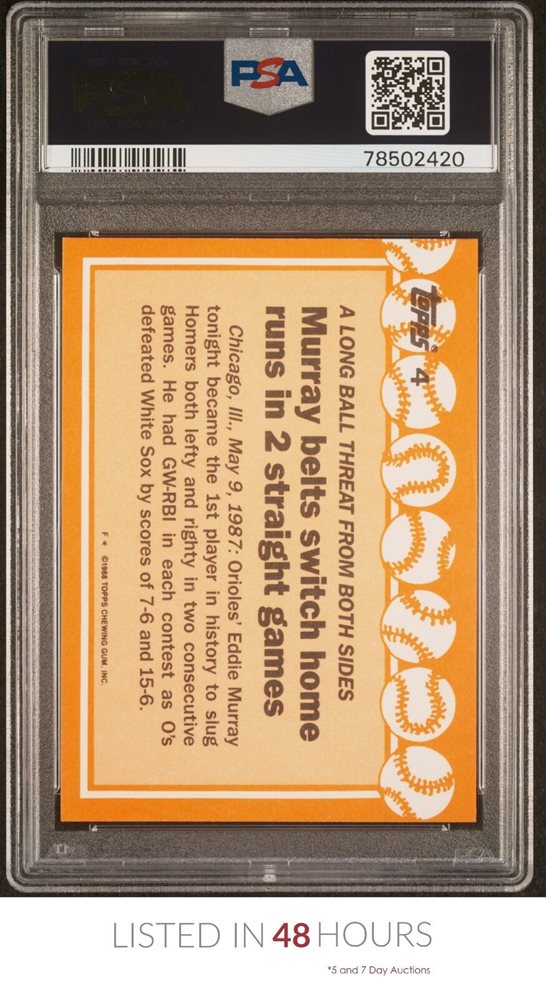 PSA
78502420
topps® 4
A LONG BALL THREAT FROM BOTH SIDES
Murray belts switch home
runs in 2 straight games
Chicago, Ill., May 9, 1987: Orioles' Eddie Murray
tonight became the 1st player in history to slug
Homers both lefty and righty in two consecutive
games. He had GW-RBI in each contest as O's
defeated White Sox by scores of 7-6 and 15-6.
F * ©1988 TOPPS CHEWING GUM, INC.
PSA
LISTED IN 48 HOURS
*5 and 7 Day Auctions